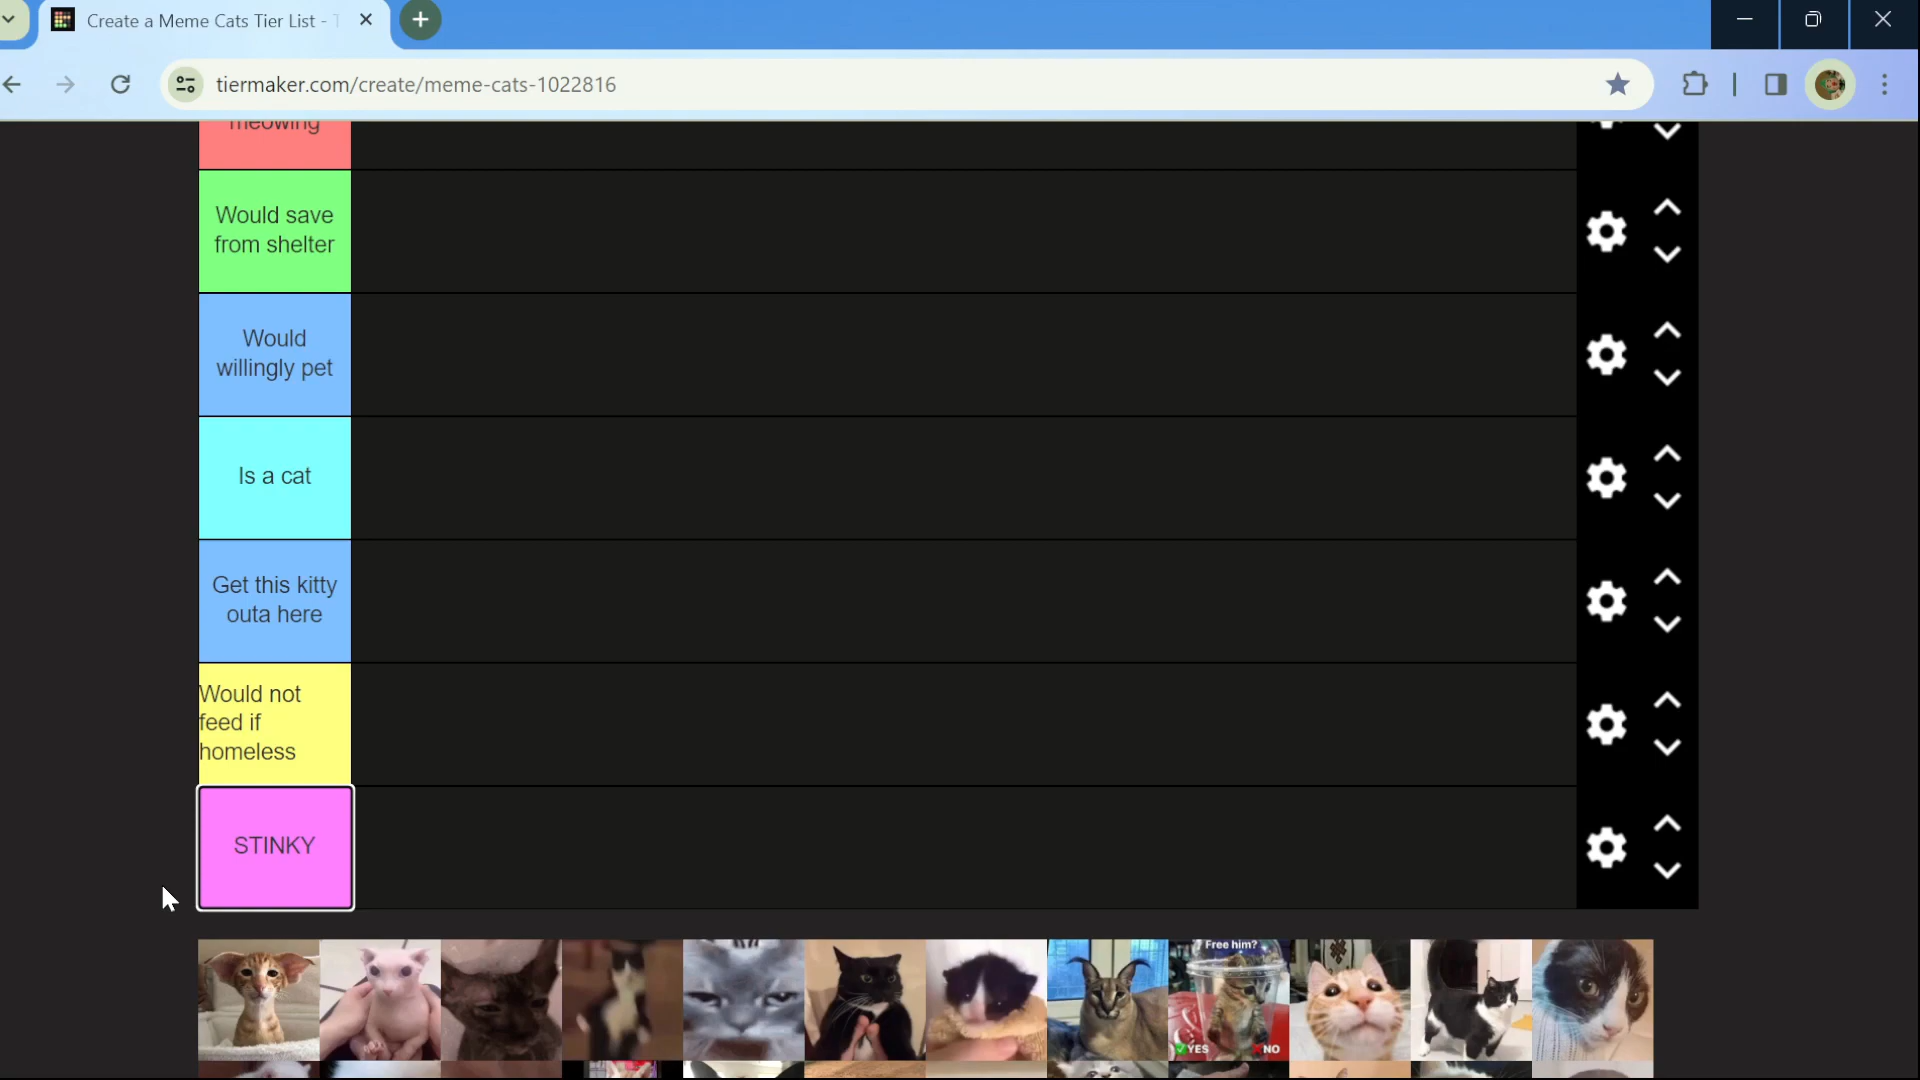 Create a Meme Cats Tier List -
tiermaker.com/create/meme-cats-1022816
meowing
Would save
from shelter
Would
willingly pet
Is a cat
Get this kitty
outa here
Would not
feed if
homeless
STINKY
Free him?
YES NO